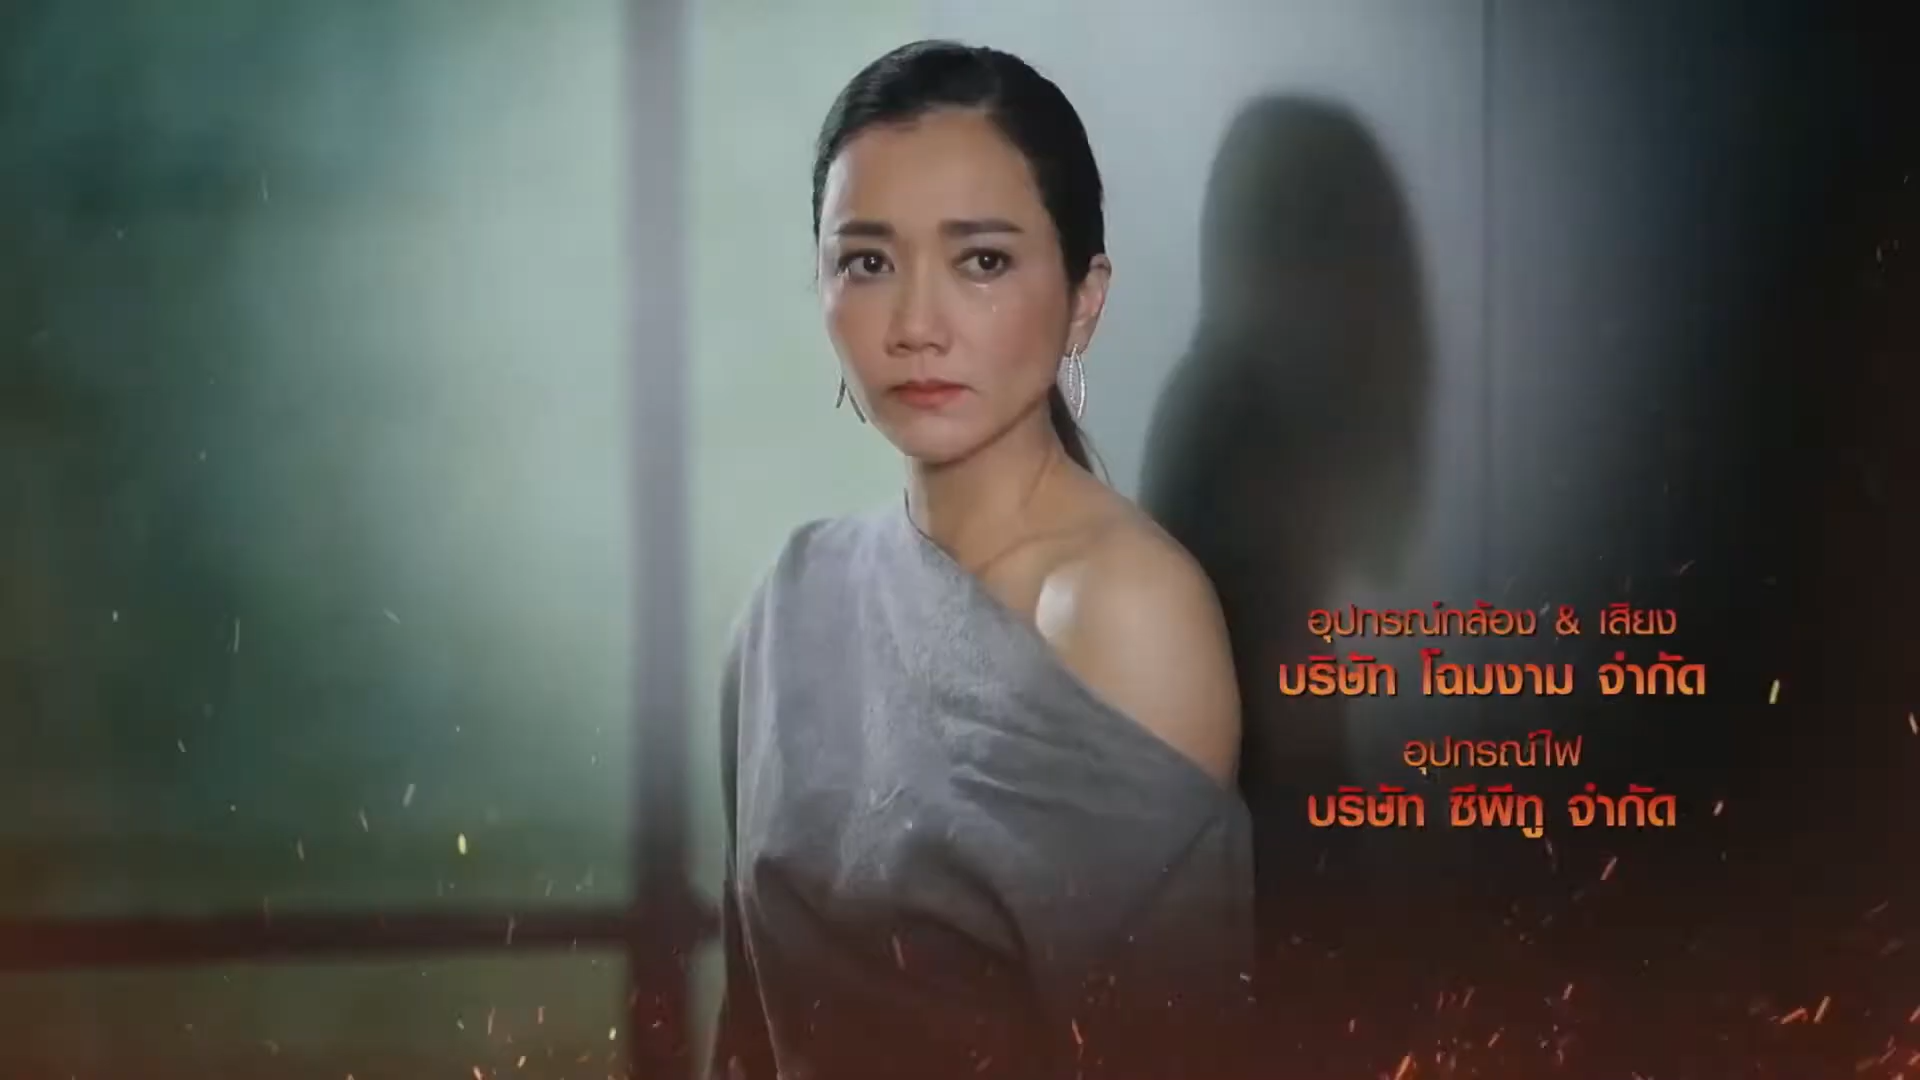 อุปกรณ์กล้อง & เสียง
บริษัท โฉมงาม จำกัด
อุปกรณ์ไฟ
บริษัท ซีพีทู จำกัด